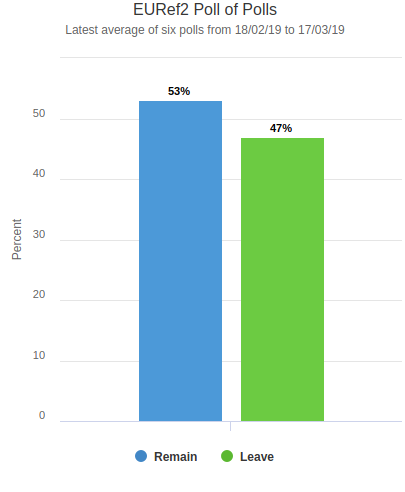 EURef2 Poll of Polls
Latest average of six polls from 18/02/19 to 17/03/19
Percent
50
40
30
20
10
0
53%
47%
Remain
Leave